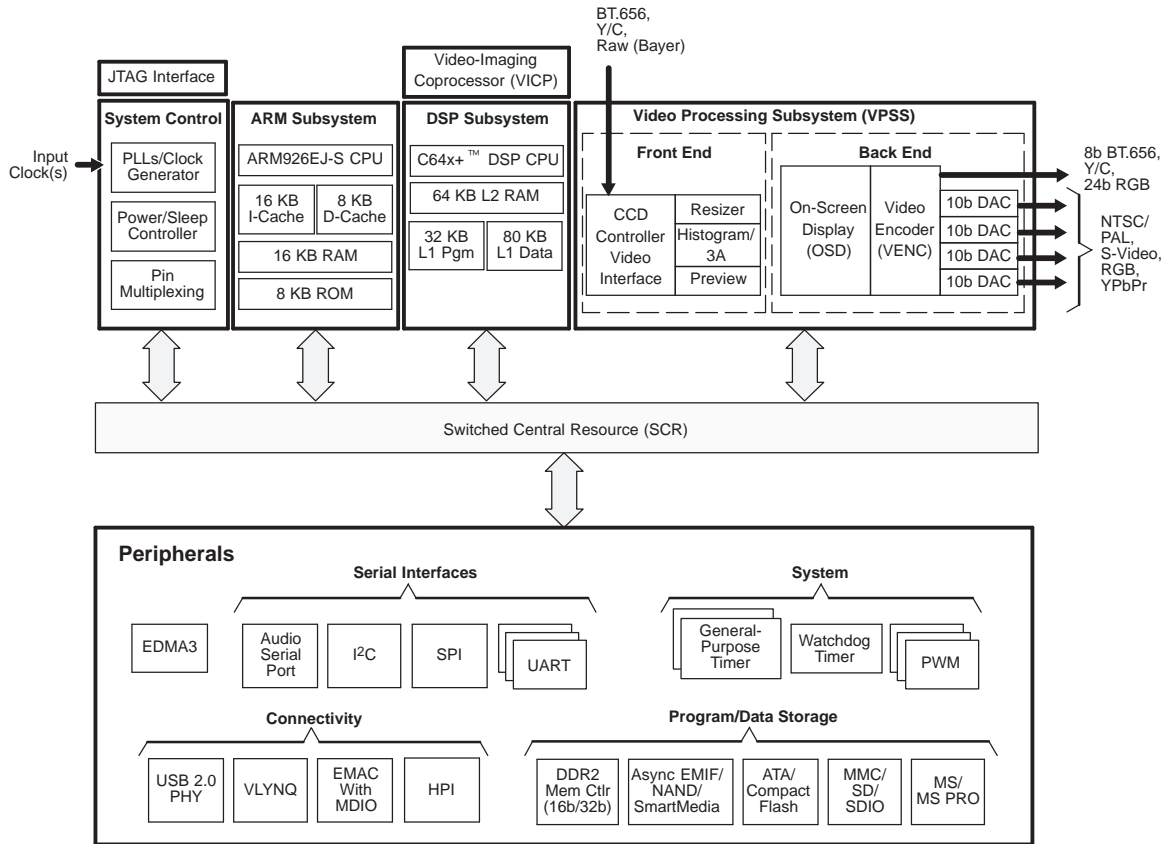 BT.656,
Y/C,
Raw (Bayer)
JTAG Interface
Video-Imaging
Coprocessor (VICP)
System Control
ARM Subsystem
DSP Subsystem
Video Processing Subsystem (VPSS)
Input
Clock(s)
PLLs/Clock
Generator
Power/Sleep
Controller
Pin
Multiplexing
ARM926EJ-S CPU
16 KB
I-Cache
8 KB
D-Cache
16 KB RAM
8 KB ROM
C64x+™ DSP CPU
64 KB L2 RAM
32 KB
L1 Pgm
80 KB
L1 Data
Front End
CCD
Controller
Video
Interface
Resizer
Histogram/
3A
Preview
Back End
On-Screen
Display
(OSD)
Video
Encoder
(VENC)
10b DAC
10b DAC
10b DAC
10b DAC
8b BT.656,
Y/C,
24b RGB
NTSC/
PAL,
S-Video,
RGB,
YPbPr
Switched Central Resource (SCR)
Peripherals
Serial Interfaces
System
EDMA3
Audio
Serial
Port
I²C
SPI
UART
General-
Purpose
Timer
Watchdog
Timer
PWM
Connectivity
Program/Data Storage
USB 2.0
PHY
VLYNQ
EMAC
With
MDIO
HPI
DDR2
Mem Ctlr
(16b/32b)
Async EMIF/
NAND/
SmartMedia
ATA/
Compact
Flash
MMC/
SD/
SDIO
MS/
MS PRO